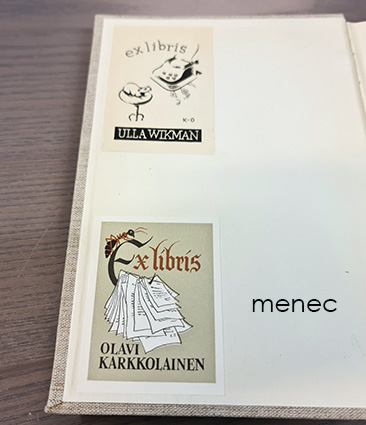 ex libris
K-Ö
ULLA WIKMAN
Ex libris
OLAVI
KARKKOLAINEN
menec